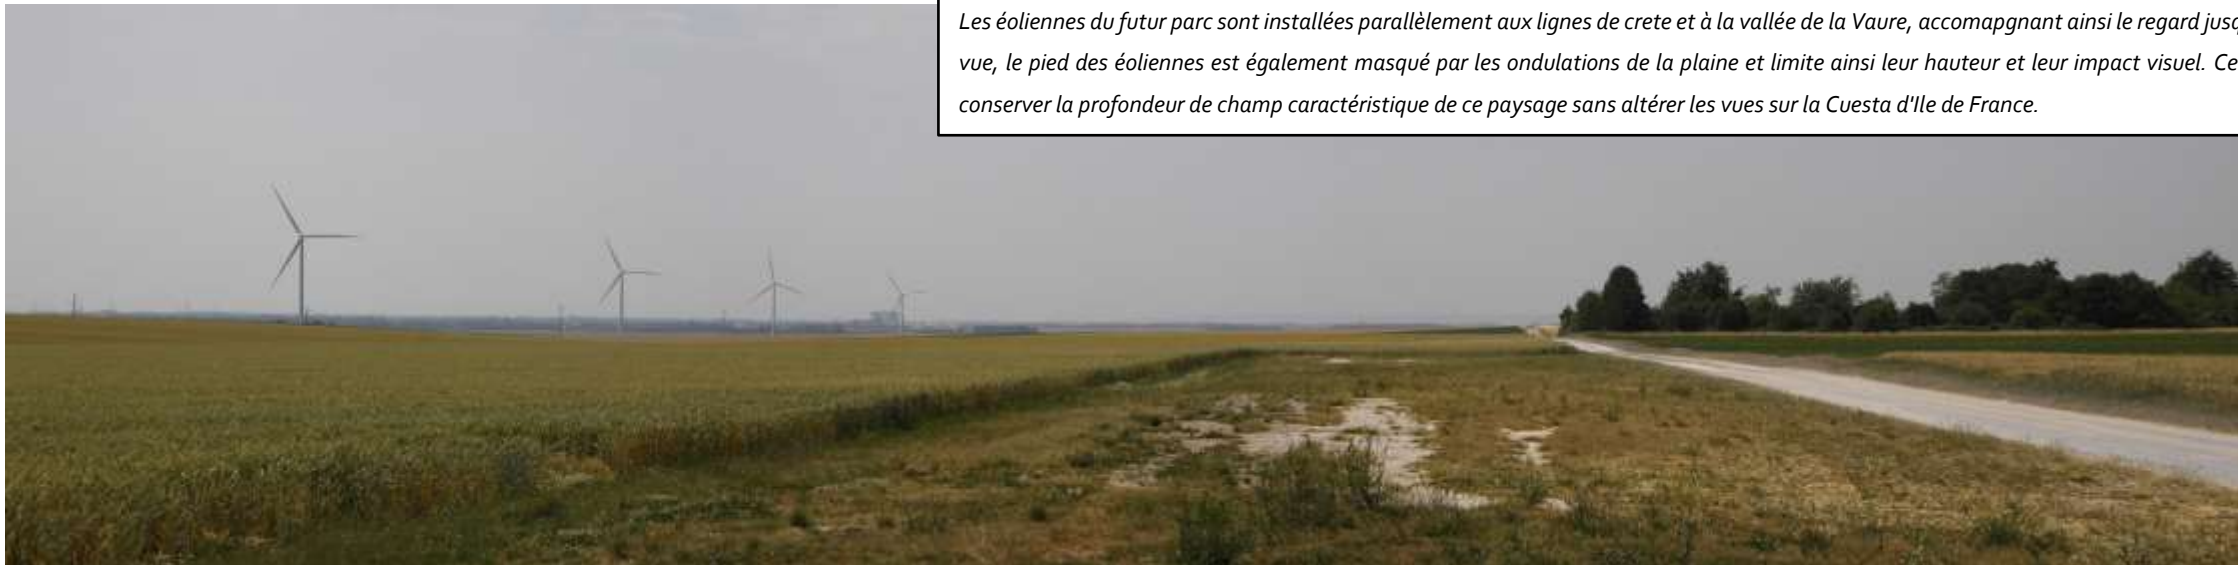 Les éoliennes du futur parc sont installées parallèlement aux lignes de crete et à la vallée de la Vaure, accomapgnant ainsi le regard
vue, le pied des éoliennes est également masqué par les ondulations de la plaine et limite ainsi leur hauteur et leur impact visuel.
conserver la profondeur de champ caractéristique de ce paysage sans altérer les vues sur la Cuesta d'Ile de France.